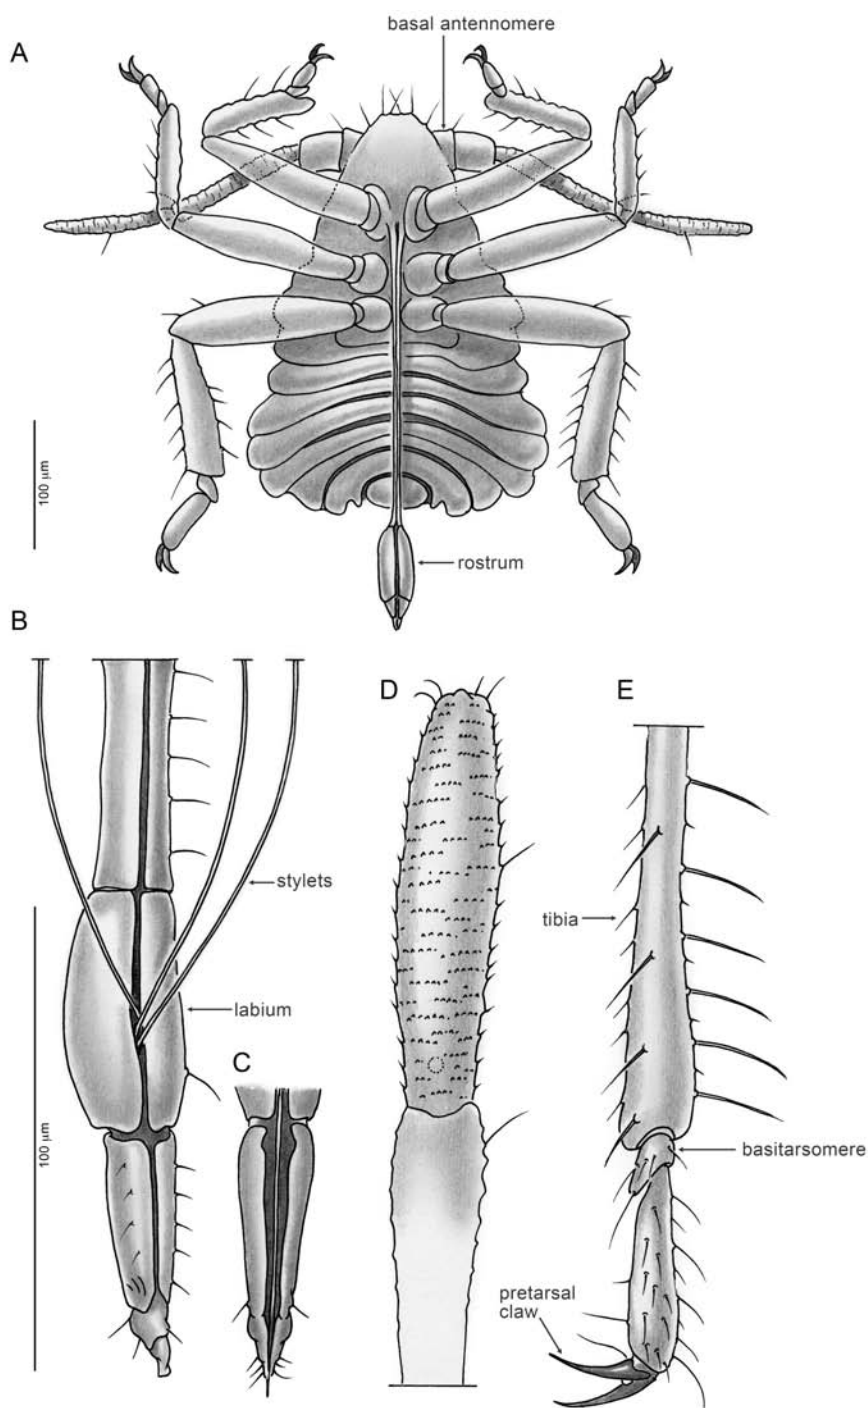 basal antennomere
A
100 µm
rostrum
B
D
E
stylets
tibia
labium
C
100 µm
basitarsomere
pretarsal
claw